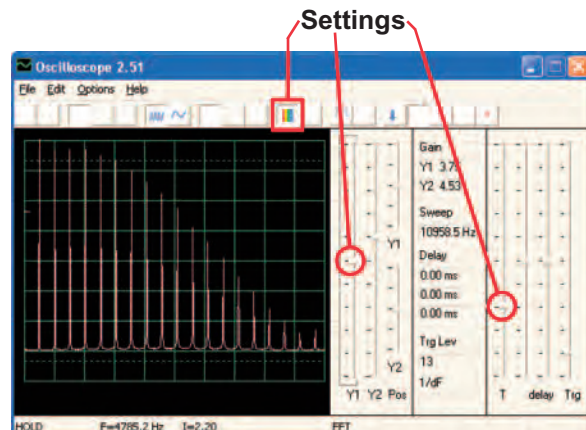 Settings
Oscilloscope 2.51
File Edit Options Help
Gain
Y1 3.79
Y2 4.53
Sweep
10958.5 Hz
Delay
0.00 ms
0.00 ms
0.00 ms
Trg Lev
13
1/dF
Y1
Y2
Y1 Y2 Pos
T delay Trg
HOLD F=4785.2 Hz I=2.20 FFT